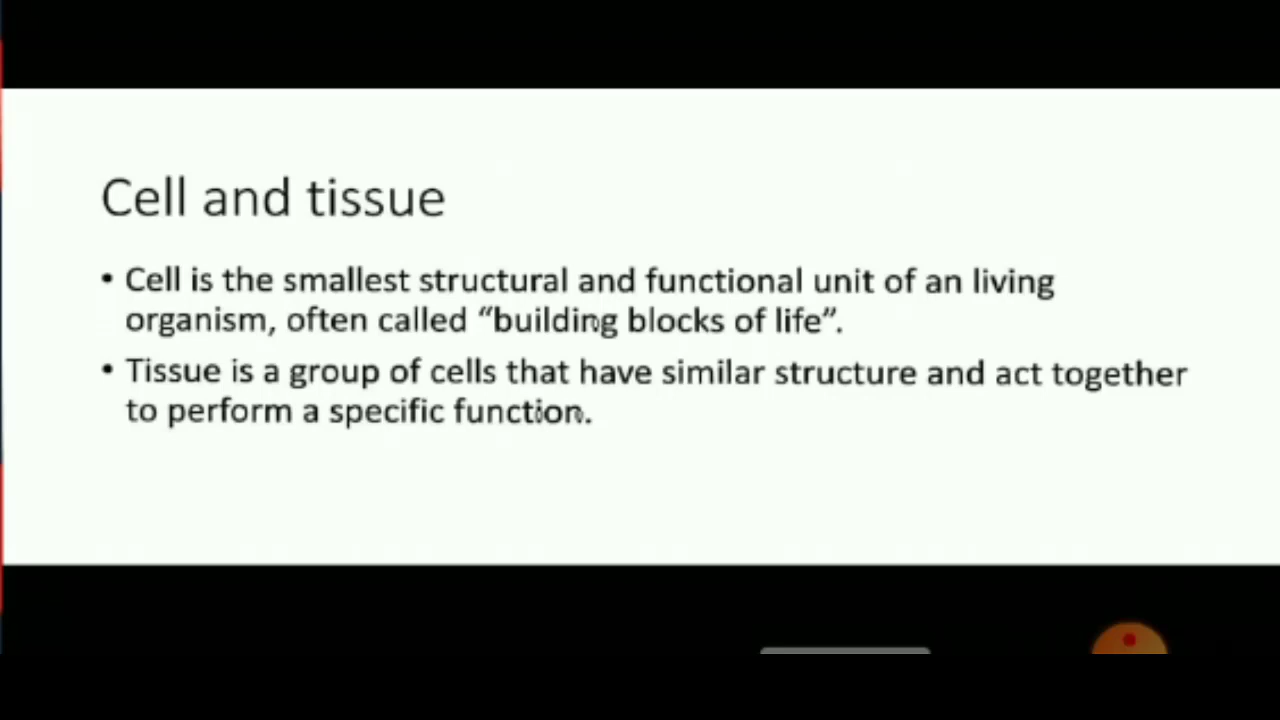 Cell and tissue
• Cell is the smallest structural and functional unit of an living
organism, often called “building blocks of life”.
• Tissue is a group of cells that have similar structure and act together
to perform a specific function.